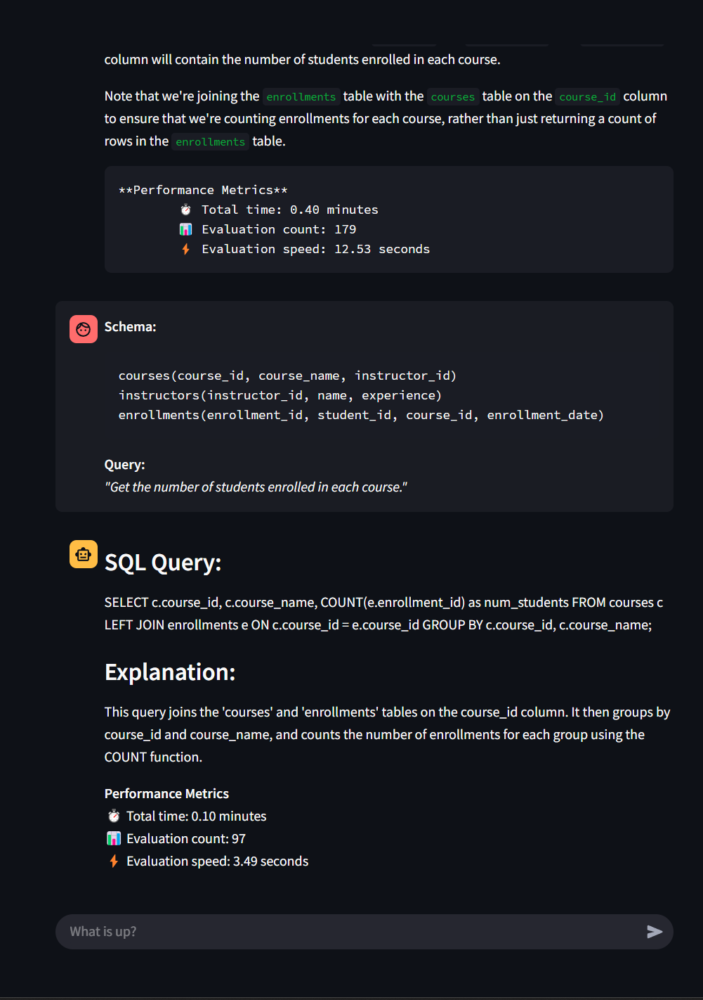 column will contain the number of students enrolled in each course.
Note that we're joining the enrollments table with the courses table on the course_id column
to ensure that we're counting enrollments for each course, rather than just returning a count of
rows in the enrollments table.
**Performance Metrics**
⏱️ Total time: 0.40 minutes
📊 Evaluation count: 179
⚡ Evaluation speed: 12.53 seconds
Schema:
courses(course_id, course_name, instructor_id)
instructors(instructor_id, name, experience)
enrollments(enrollment_id, student_id, course_id, enrollment_date)
Query:
"Get the number of students enrolled in each course."
SQL Query:
SELECT c.course_id, c.course_name, COUNT(e.enrollment_id) as num_students FROM courses c
LEFT JOIN enrollments e ON c.course_id = e.course_id GROUP BY c.course_id, c.course_name;
Explanation:
This query joins the 'courses' and 'enrollments' tables on the course_id column. It then groups by
course_id and course_name, and counts the number of enrollments for each group using the
COUNT function.
Performance Metrics
⏱️ Total time: 0.10 minutes
📊 Evaluation count: 97
⚡ Evaluation speed: 3.49 seconds
What is up?